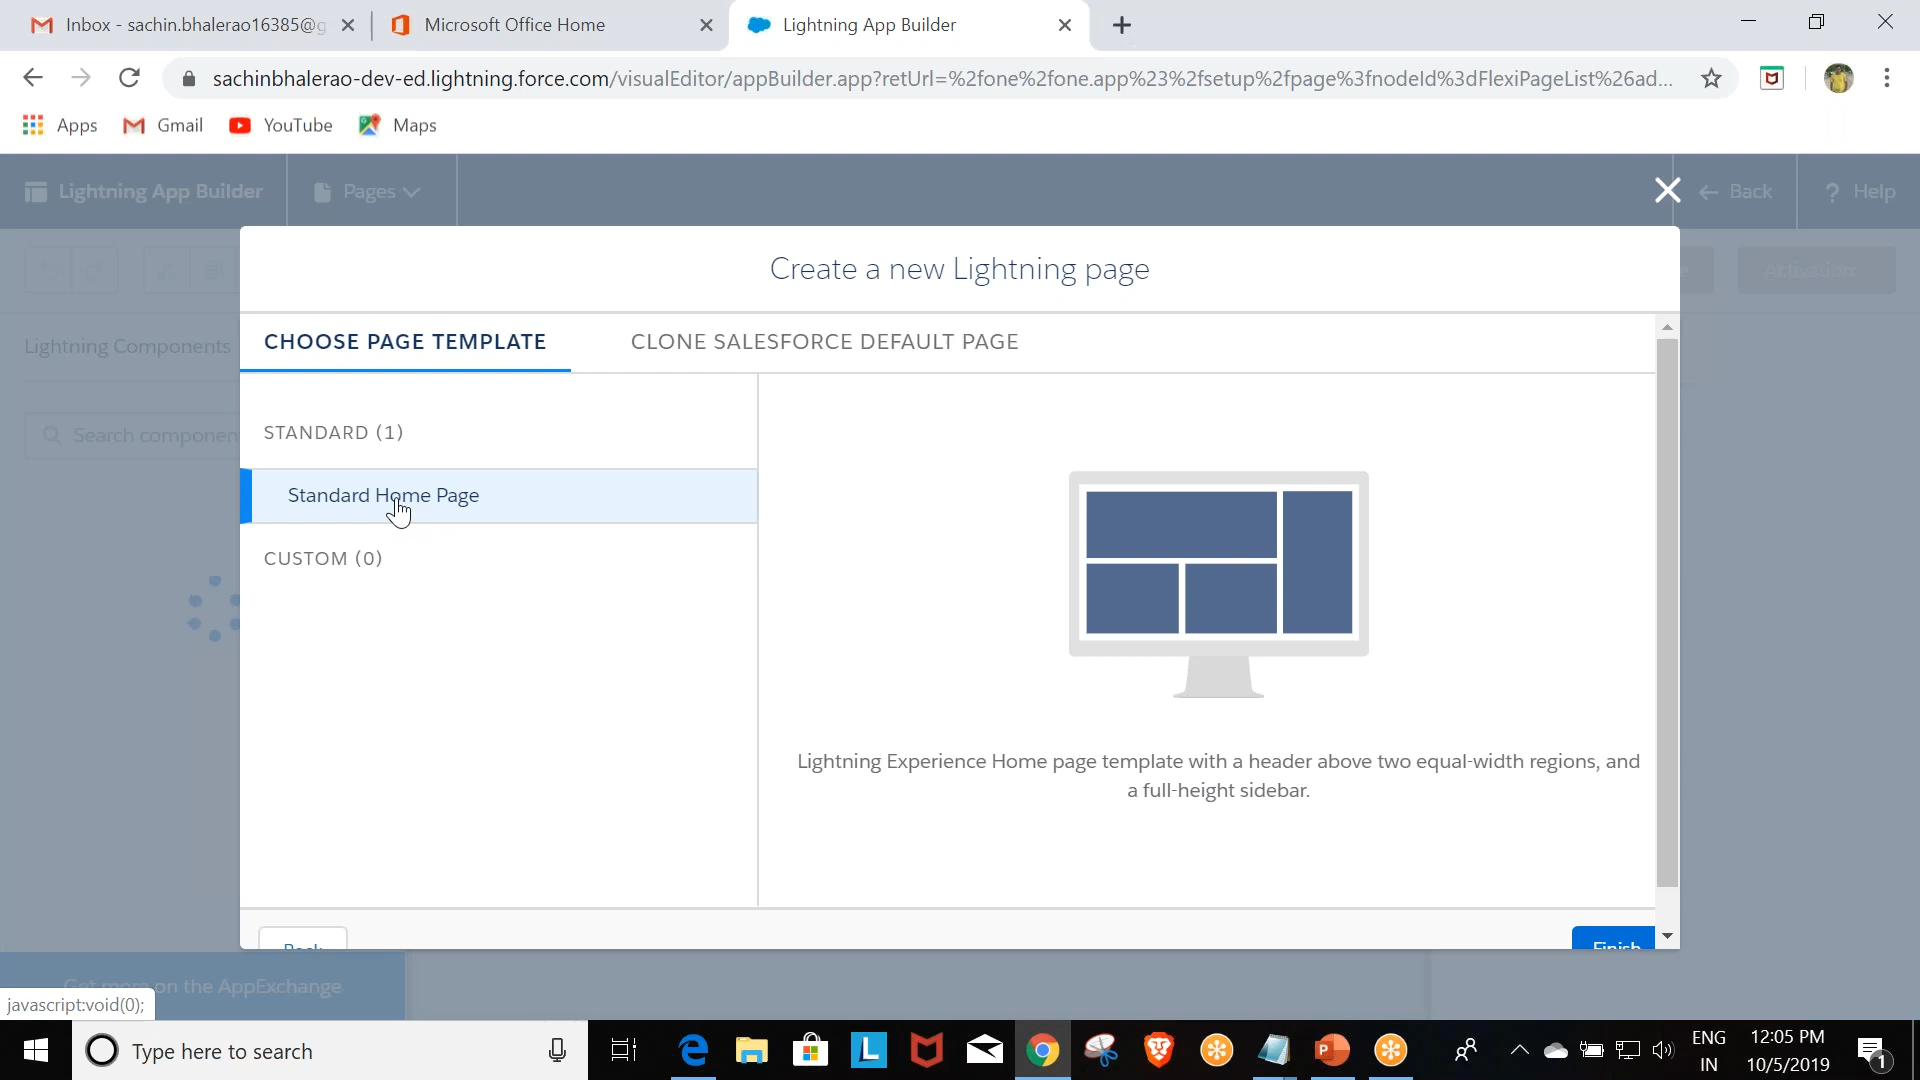 Inbox - sachin.bhalerao16385@g
Microsoft Office Home
Lightning App Builder
sachinbhalerao-dev-ed.lightning.force.com/visualEditor/appBuilder.app?retUrl=%2fone%2fone.app%23%2fsetup%2fpage%3fnodeId%3dFlexiPageList%26ad...
Apps
Gmail
YouTube
Maps
Lightning App Builder
Pages
Back
? Help
Create a new Lightning page
Activation
Lightning Components
CHOOSE PAGE TEMPLATE
CLONE SALESFORCE DEFAULT PAGE
Search componen
STANDARD (1)
Standard Home Page
CUSTOM (0)
Lightning Experience Home page template with a header above two equal-width regions, and
a full-height sidebar.
Back
Finish
Get more on the AppExchange
javascript:void(0);
Type here to search
ENG
IN
12:05 PM
10/5/2019
1